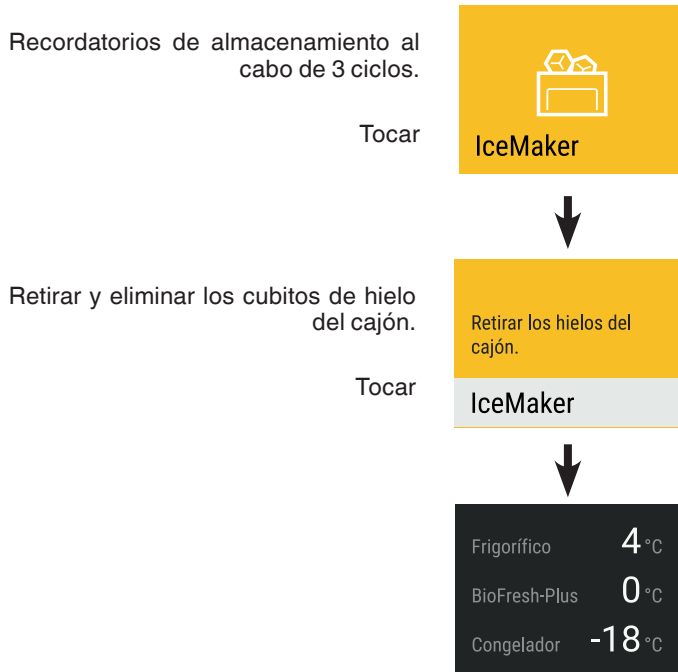 Recordatorios de almacenamiento al
cabo de 3 ciclos.
Tocar
IceMaker
Retirar y eliminar los cubitos de hielo
del cajón.
Tocar
Retirar los hielos del
cajón.
IceMaker
Frigorífico 4 °C
BioFresh-Plus 0 °C
Congelador -18 °C